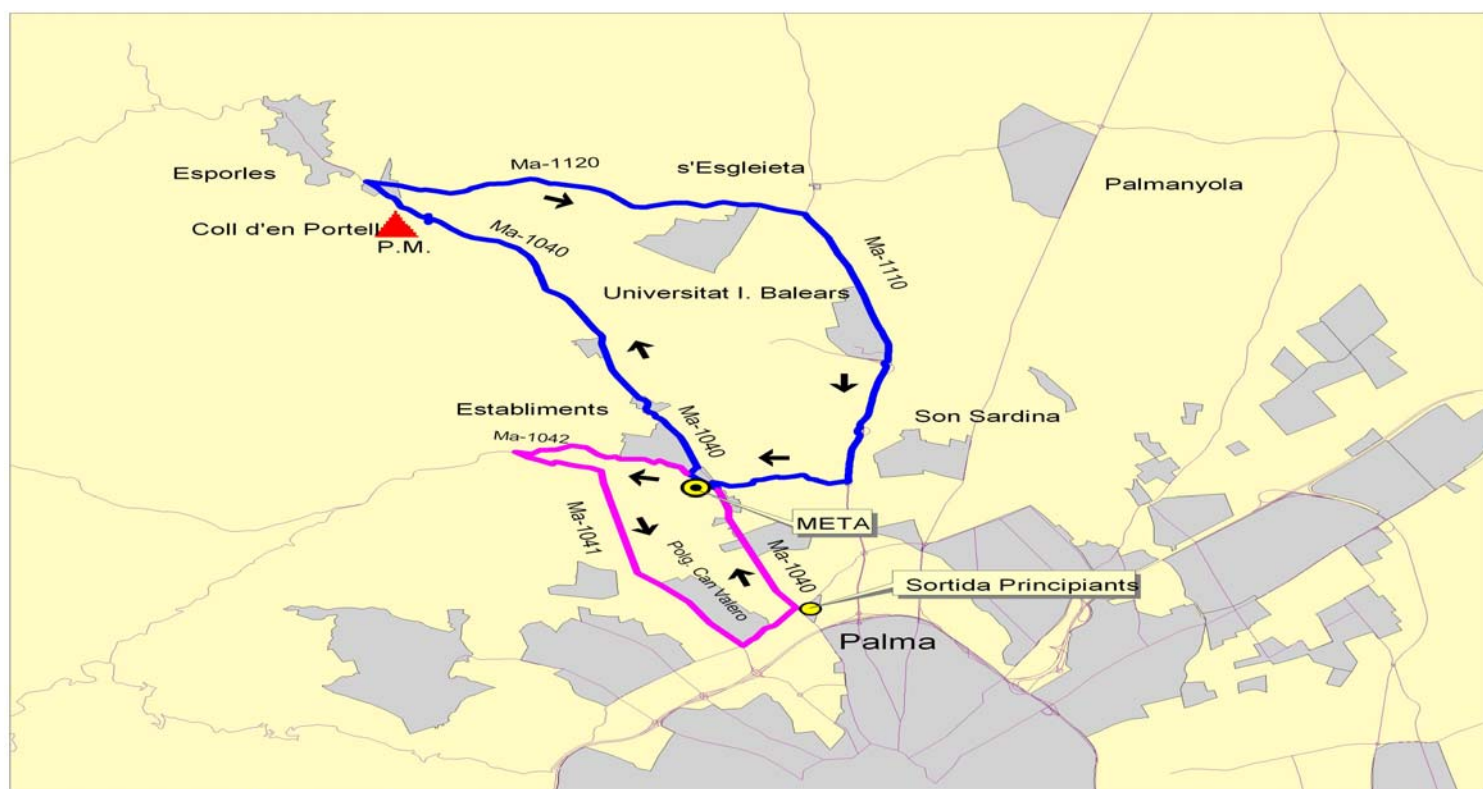 Ma-1120
s'Esgleieta
Esporles
Palmanyola
Coll d'en Portell
P.M.
Ma-1040
Ma-1110
Universitat I. Balears
Establiments
Ma-1040
Son Sardina
Ma-1042
META
Ma-1041
Polg. Can Valero
Ma-1040
Sortida Principiants
Palma